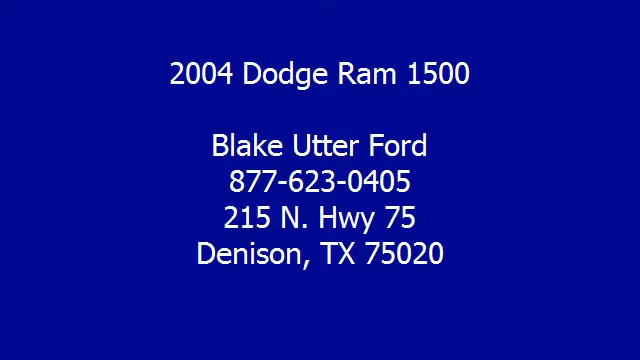 2004 Dodge Ram 1500
Blake Utter Ford
877-623-0405
215 N. Hwy 75
Denison, TX 75020